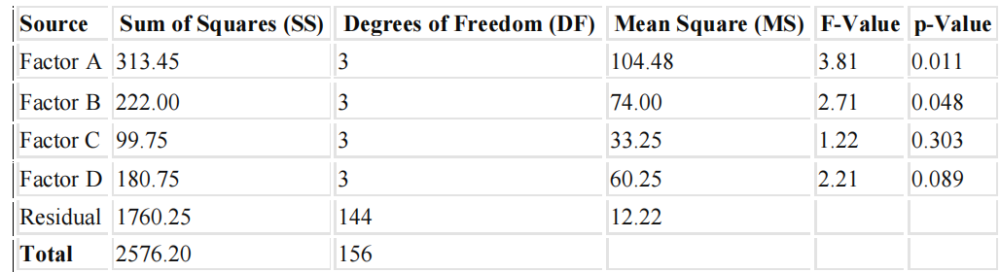 Source Sum of Squares (SS) Degrees of Freedom (DF) Mean Square (MS) F-Value p-Value
Factor A 313.45 3 104.48 3.81 0.011
Factor B 222.00 3 74.00 2.71 0.048
Factor C 99.75 3 33.25 1.22 0.303
Factor D 180.75 3 60.25 2.21 0.089
Residual 1760.25 144 12.22
Total 2576.20 156